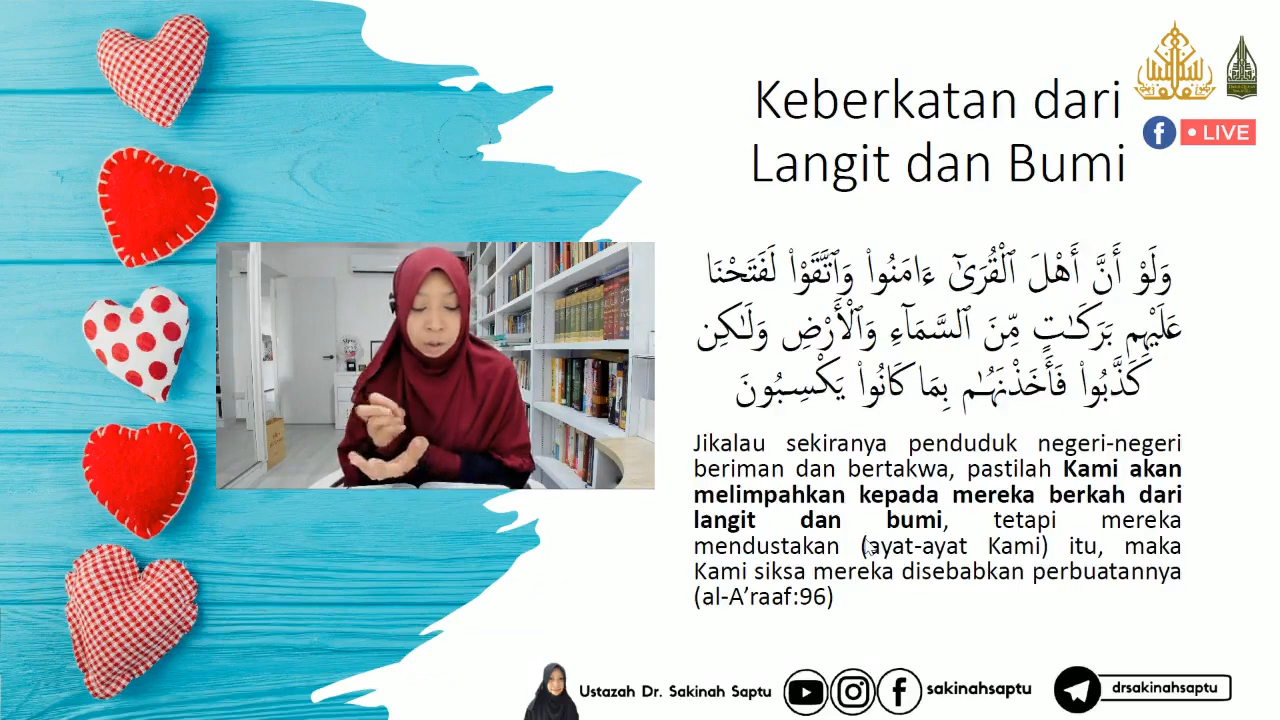 Keberkatan dari
Langit dan Bumi
LIVE
وَلَوْ أَنَّ أَهْلَ ٱلْقُرَىٰٓ ءَامَنُوا۟ وَٱتَّقَوْا۟ لَفَتَحْنَا
عَلَيْهِم بَرَكَـٰتٍ مِّنَ ٱلسَّمَآءِ وَٱلْأَرْضِ وَلَـٰكِن
كَذَّبُوا۟ فَأَخَذْنَـٰهُم بِمَا كَانُوا۟ يَكْسِبُونَ
Jikalau sekiranya penduduk negeri-negeri
beriman dan bertakwa, pastilah Kami akan
melimpahkan kepada mereka berkah dari
langit dan bumi, tetapi mereka
mendustakan (ayat-ayat Kami) itu, maka
Kami siksa mereka disebabkan perbuatannya
(al-A’raaf:96)
Ustazah Dr. Sakinah Saptu
sakinahsaptu
drsakinahsaptu